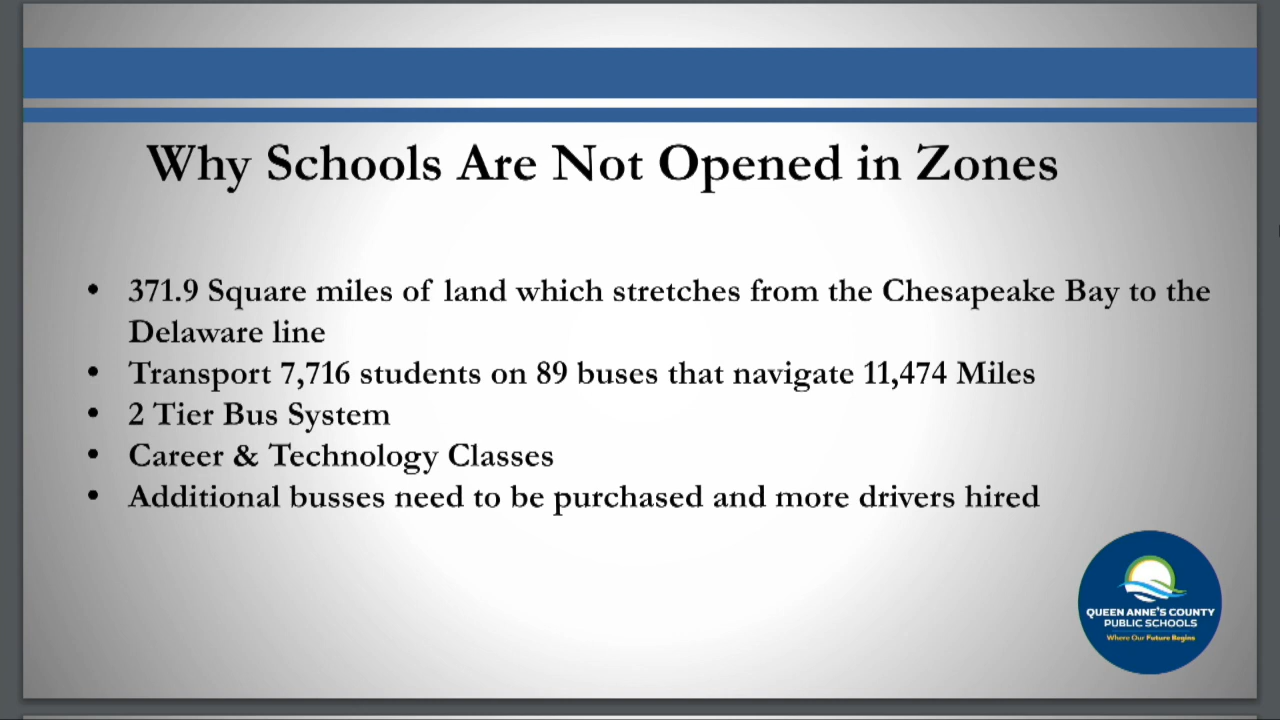 Why Schools Are Not Opened in Zones
• 371.9 Square miles of land which stretches from the Chesapeake Bay to the
Delaware line
• Transport 7,716 students on 89 buses that navigate 11,474 Miles
• 2 Tier Bus System
• Career & Technology Classes
• Additional busses need to be purchased and more drivers hired
QUEEN ANNE'S COUNTY
PUBLIC SCHOOLS
Where Our Future Begins